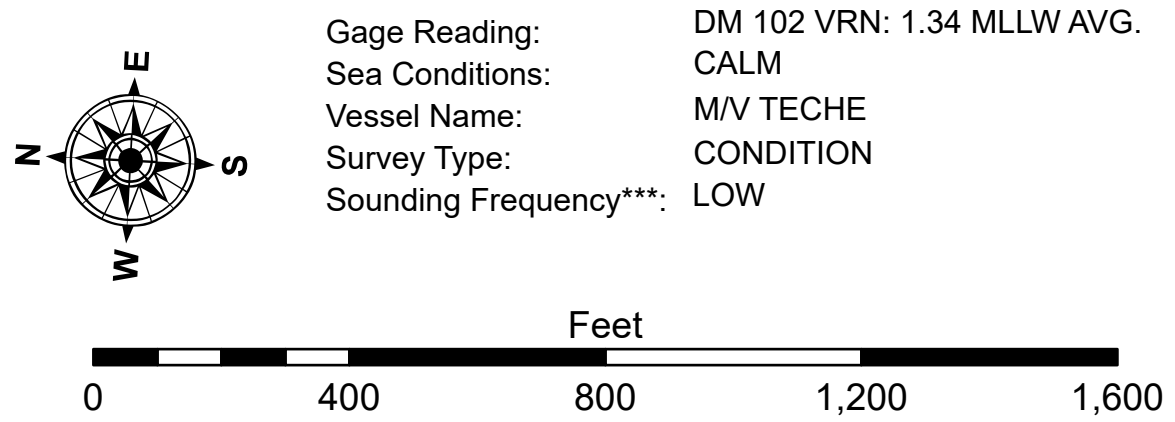 E
N
S
W
Gage Reading: DM 102 VRN: 1.34 MLLW AVG.
Sea Conditions: CALM
Vessel Name: M/V TECHE
Survey Type: CONDITION
Sounding Frequency***: LOW
Feet
0 400 800 1,200 1,600